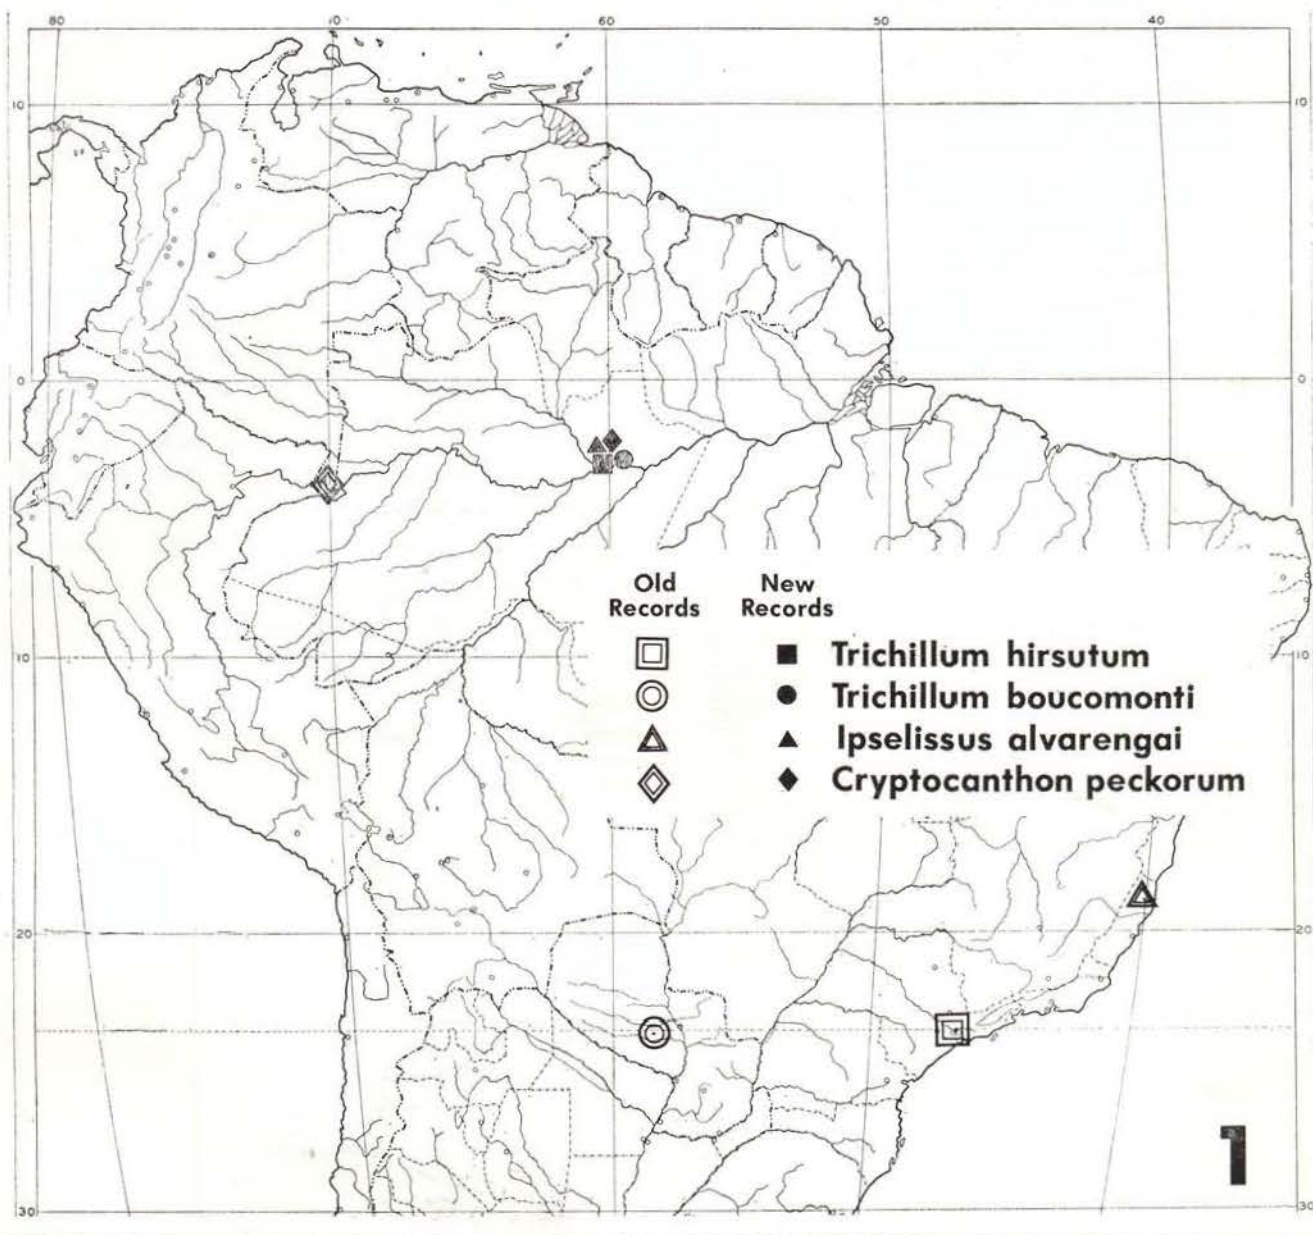 80 70 60 50 40
10 10
0 0
Old Records New Records
Trichillum hirsutum
10 10
Trichillum boucomonti
Ipselissus alvarengai
Cryptocanthon peckorum
20 20
1
30 30